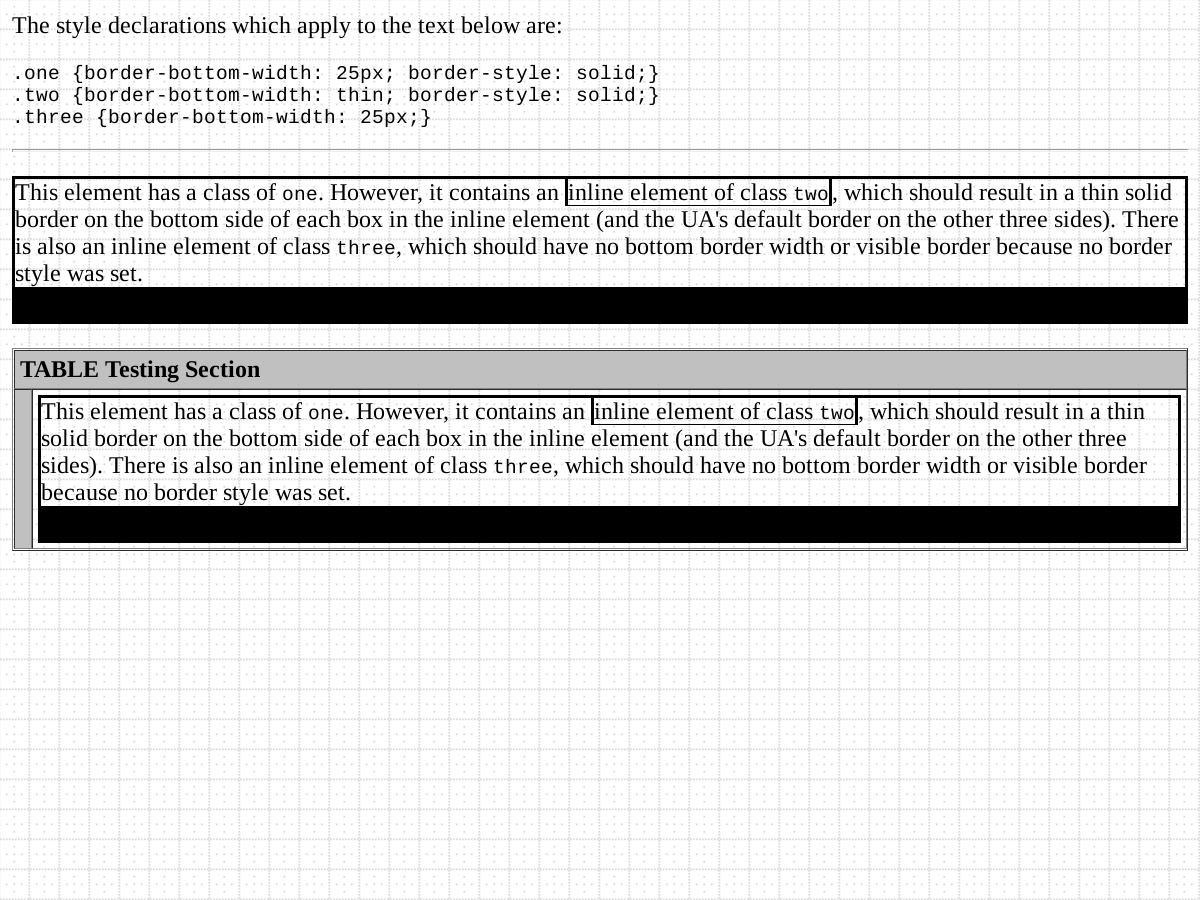 The style declarations which apply to the text below are:
.one {border-bottom-width: 25px; border-style: solid;}
.two {border-bottom-width: thin; border-style: solid;}
.three {border-bottom-width: 25px;}
This element has a class of one. However, it contains an inline element of class two, which should result in a thin solid
border on the bottom side of each box in the inline element (and the UA's default border on the other three sides). There
is also an inline element of class three, which should have no bottom border width or visible border because no border
style was set.
TABLE Testing Section
This element has a class of one. However, it contains an inline element of class two, which should result in a thin
solid border on the bottom side of each box in the inline element (and the UA's default border on the other three
sides). There is also an inline element of class three, which should have no bottom border width or visible border
because no border style was set.